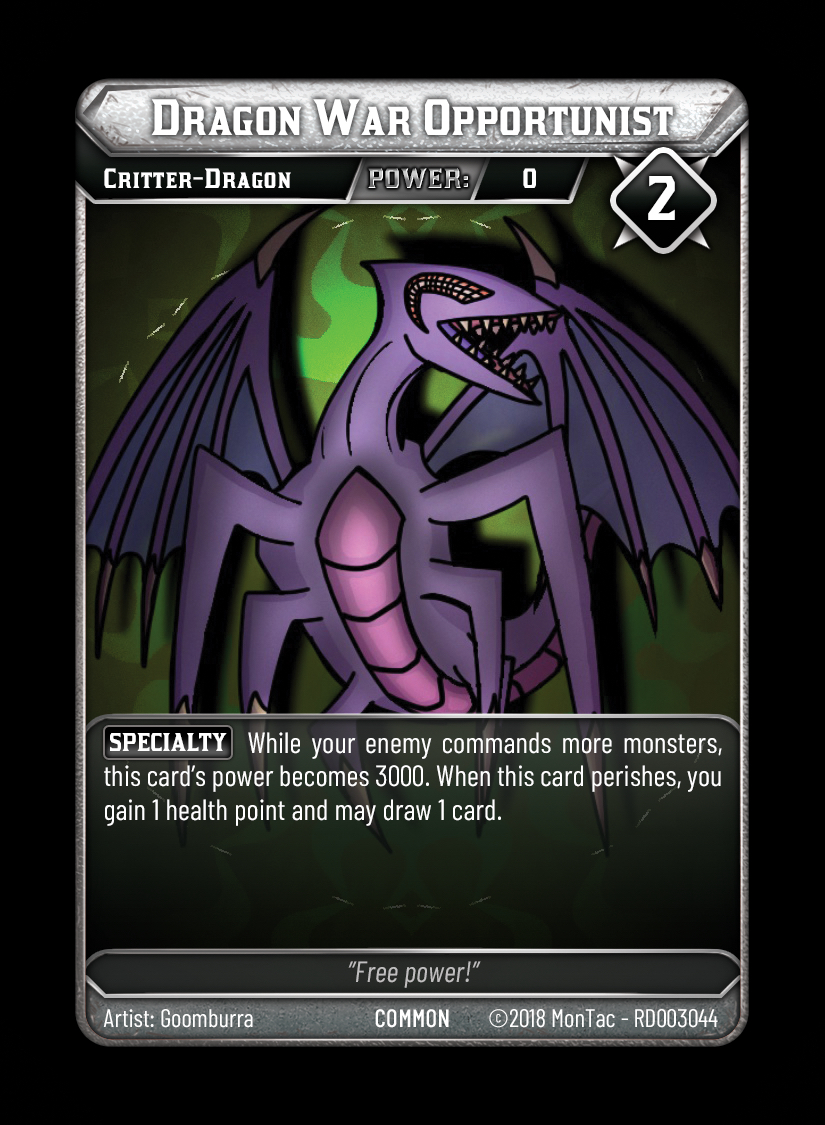 Dragon War Opportunist
Critter-Dragon POWER: 0
2
SPECIALTY While your enemy commands more monsters,
this card's power becomes 3000. When this card perishes, you
gain 1 health point and may draw 1 card.
"Free power!"
Artist: Goomburra COMMON ©2018 MonTac - RD003044